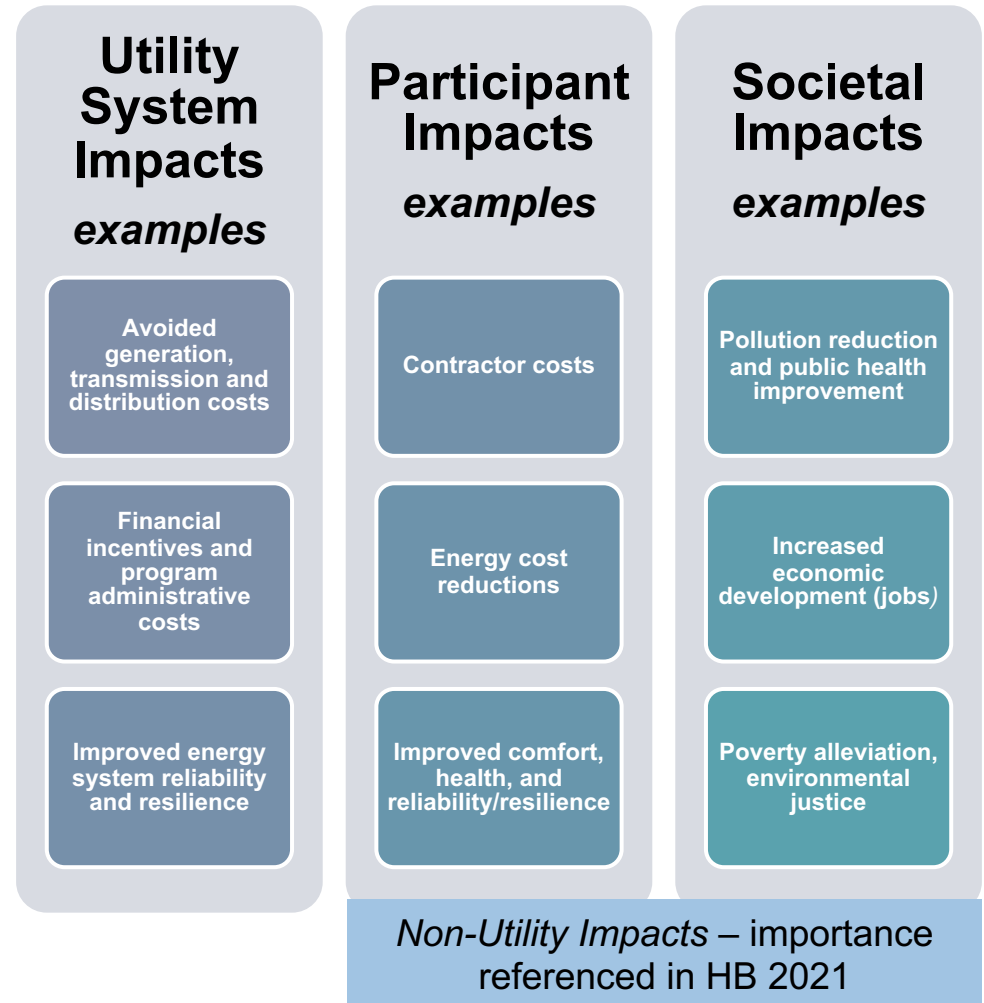 Utility
System
Impacts
examples
Avoided
generation,
transmission and
distribution costs
Financial
incentives and
program
administrative
costs
Improved energy
system reliability
and resilience
Participant
Impacts
examples
Contractor costs
Energy cost
reductions
Improved comfort,
health, and
reliability/resilience
Societal
Impacts
examples
Pollution reduction
and public health
improvement
Increased
economic
development (jobs)
Poverty alleviation,
environmental
justice
Non-Utility Impacts – importance
referenced in HB 2021